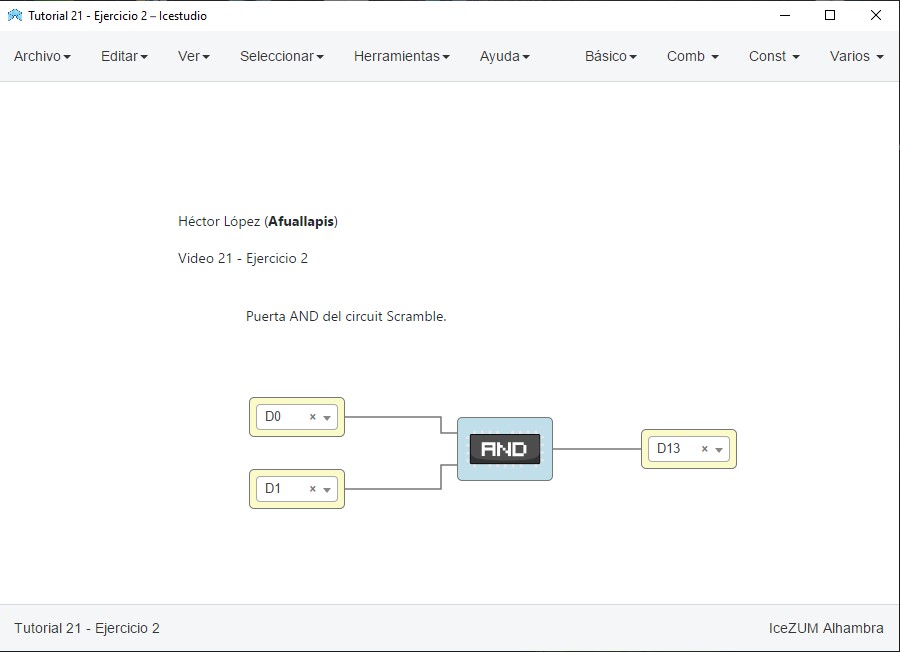 Tutorial 21 - Ejercicio 2 – Icestudio
Archivo Editar Ver Seleccionar Herramientas Ayuda Básico Comb Const Varios
Héctor López (Afuallapis)
Video 21 - Ejercicio 2
Puerta AND del circuit Scramble.
D0
AND
D13
D1
Tutorial 21 - Ejercicio 2 IceZUM Alhambra